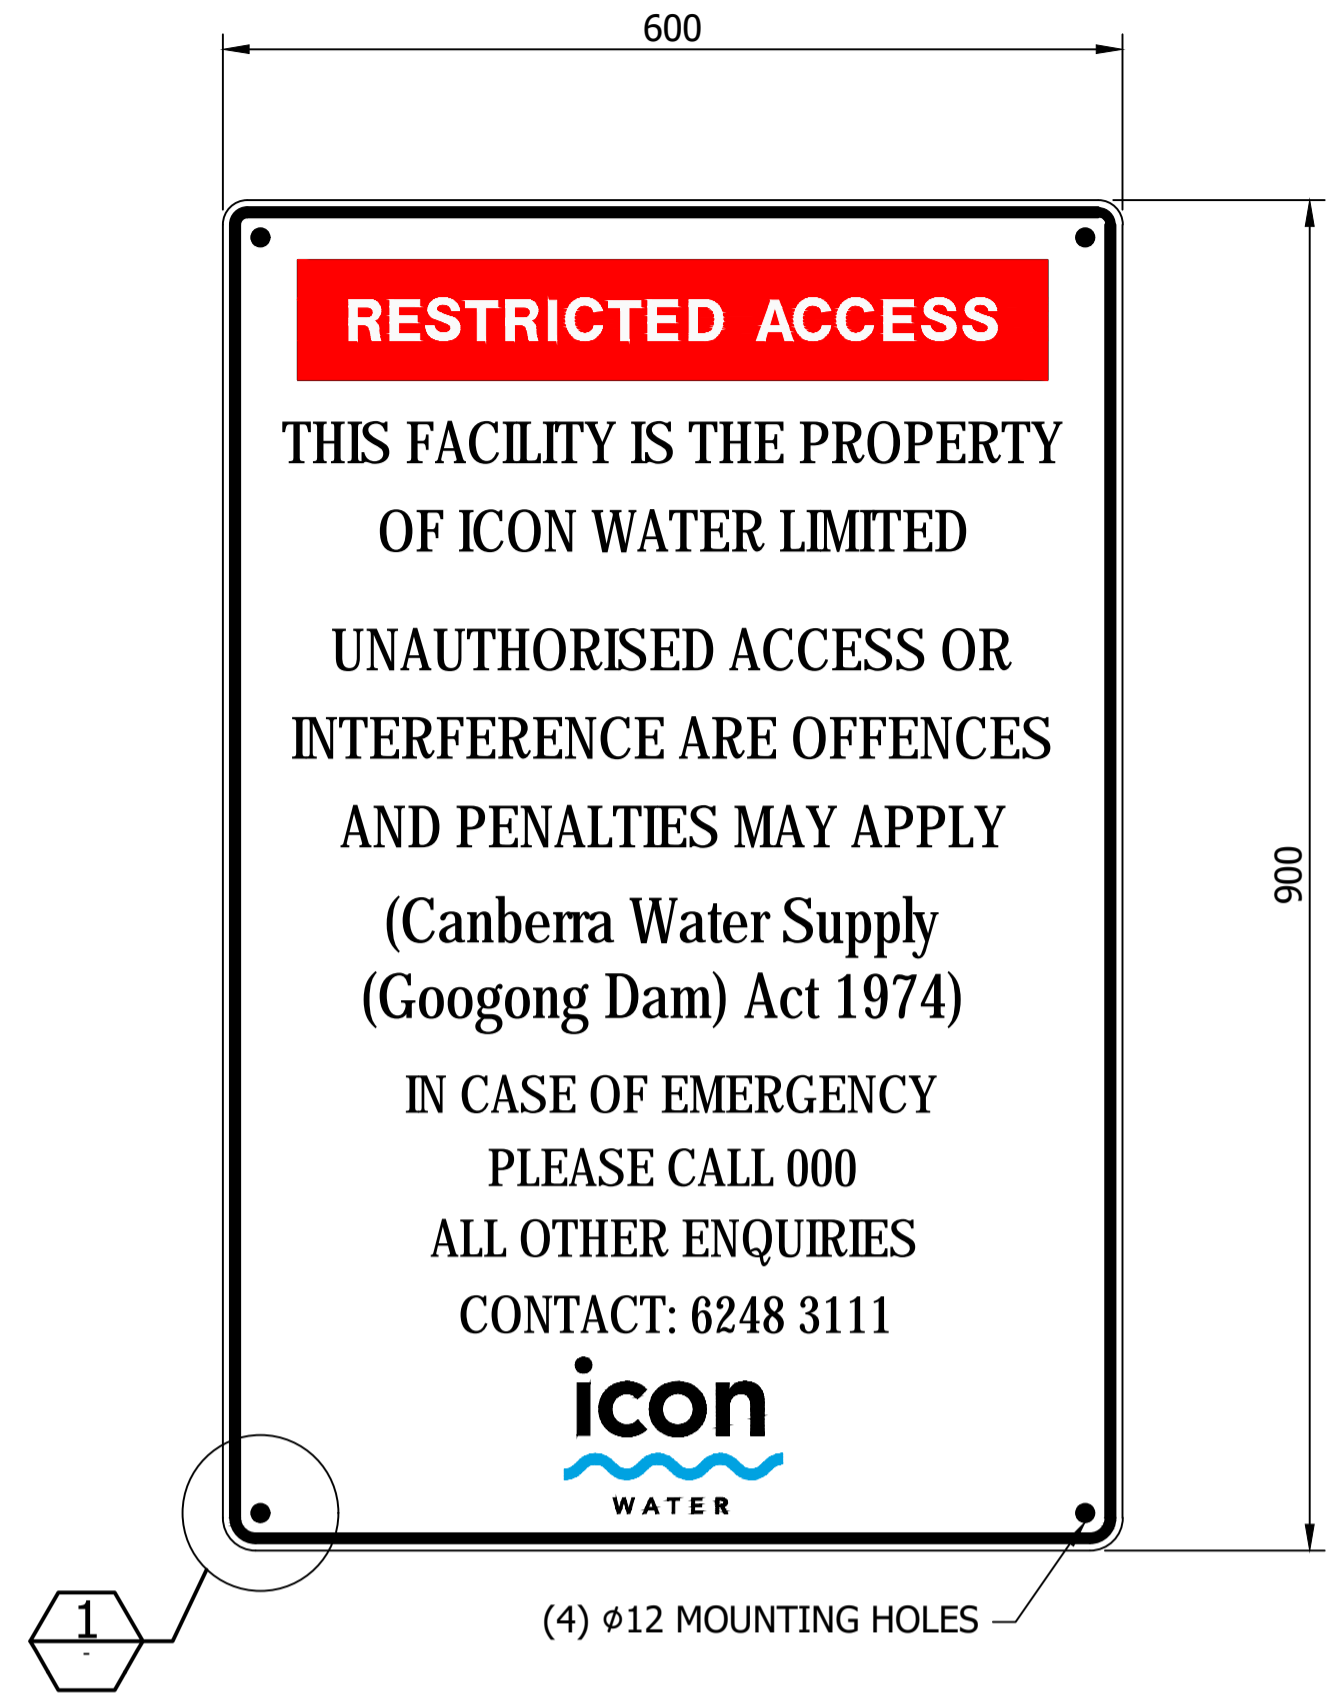 600
RESTRICTED ACCESS
THIS FACILITY IS THE PROPERTY
OF ICON WATER LIMITED
UNAUTHORISED ACCESS OR
INTERFERENCE ARE OFFENCES
AND PENALTIES MAY APPLY
(Canberra Water Supply
(Googong Dam) Act 1974)
IN CASE OF EMERGENCY
PLEASE CALL 000
ALL OTHER ENQUIRIES
CONTACT: 6248 3111
icon
WATER
900
(4) ⌀12 MOUNTING HOLES
1
-